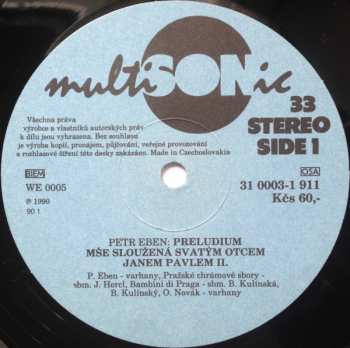 multiSONic
33
STEREO
SIDE 1
Všechna práva
výrobce a vlastníků autorských práv
k dílu jsou vyhrazena. Bez souhlasu
je výroba kopií, pronájem, půjčování, veřejné provozování
a rozhlasové šíření této desky zakázáno. Made in Czechoslovakia
BIEM
OSA
WE 0005
31 0003-1 911
Ⓟ 1990
Kčs 60,-
90 1
PETR EBEN: PRELUDIUM
MŠE SLOUŽENÁ SVATÝM OTCEM
JANEM PAVLEM II.
P. Eben - varhany, Pražské chrámové sbory -
sbm. J. Hercl, Bambini di Praga - sbm. B. Kulínská,
B. Kulínský, O. Novák - varhany